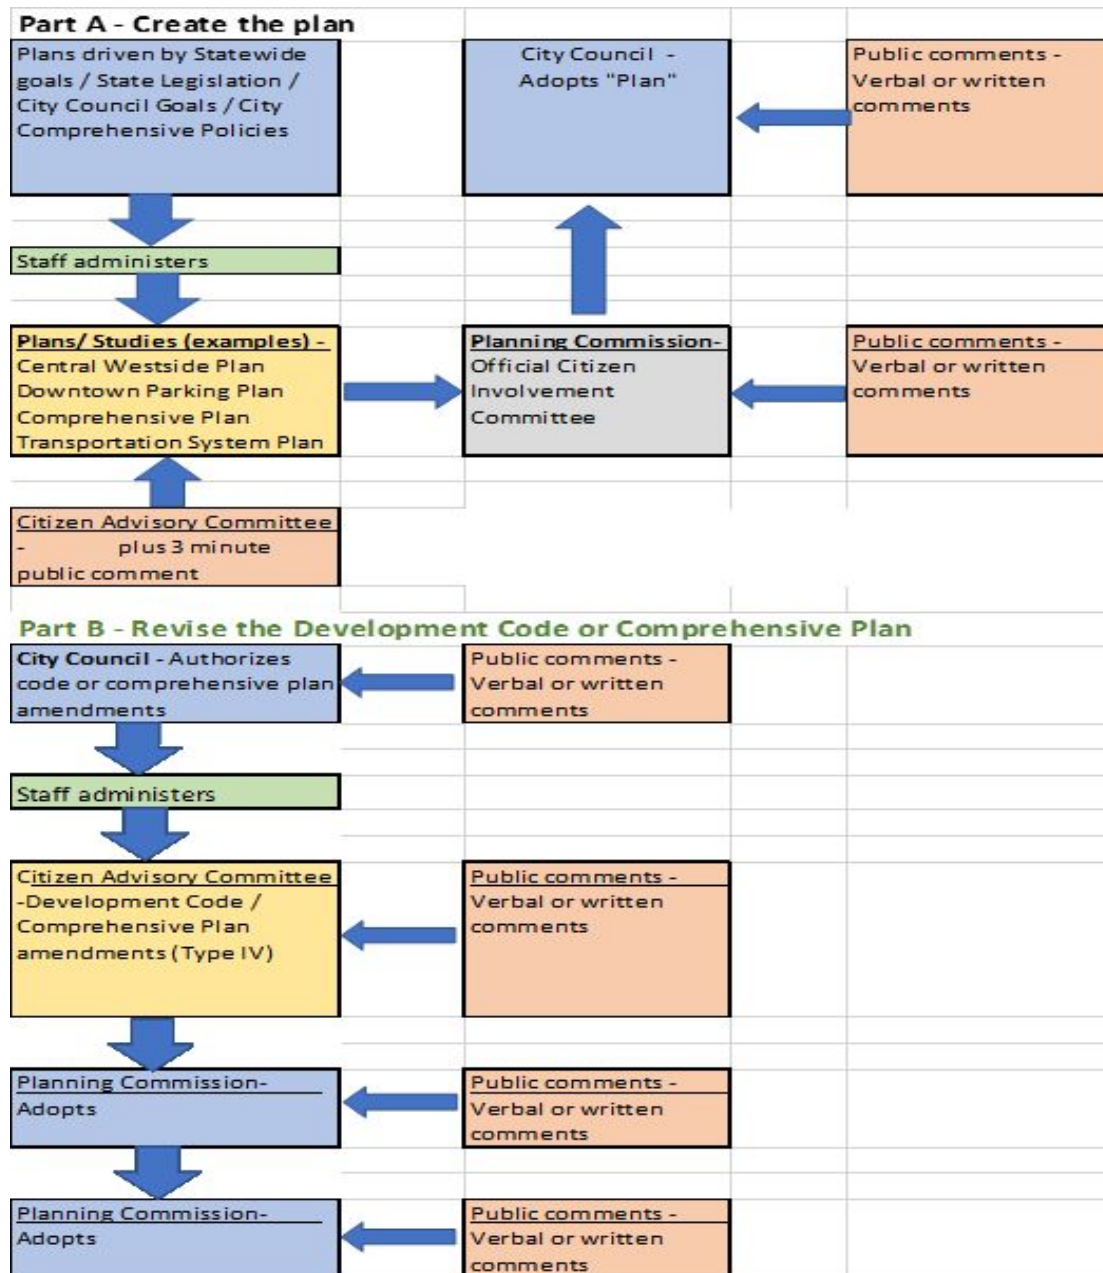 Part A - Create the plan
Plans driven by Statewide
goals / State Legislation /
City Council Goals / City
Comprehensive Policies
City Council -
Adopts "Plan"
Public comments -
Verbal or written
comments
Staff administers
Plans/ Studies (examples) -
Central Westside Plan
Downtown Parking Plan
Comprehensive Plan
Transportation System Plan
Planning Commission-
Official Citizen
Involvement
Committee
Public comments -
Verbal or written
comments
Citizen Advisory Committee
- plus 3 minute
public comment
Part B - Revise the Development Code or Comprehensive Plan
City Council - Authorizes
code or comprehensive plan
amendments
Public comments -
Verbal or written
comments
Staff administers
Citizen Advisory Committee
-Development Code /
Comprehensive Plan
amendments (Type IV)
Public comments -
Verbal or written
comments
Planning Commission-
Adopts
Public comments -
Verbal or written
comments
Planning Commission-
Adopts
Public comments -
Verbal or written
comments